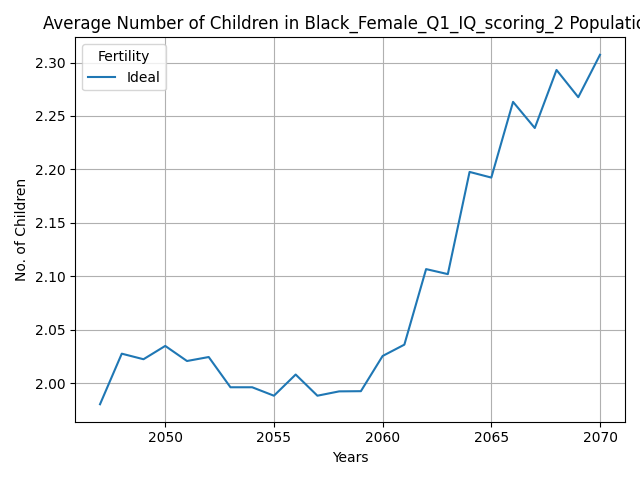 Average Number of Children in Black_Female_Q1_IQ_scoring_2
Fertility
Ideal
2.30
2.25
2.20
2.15
2.10
2.05
2.00
No. of Children
2050 2055 2060 2065 2070
Years